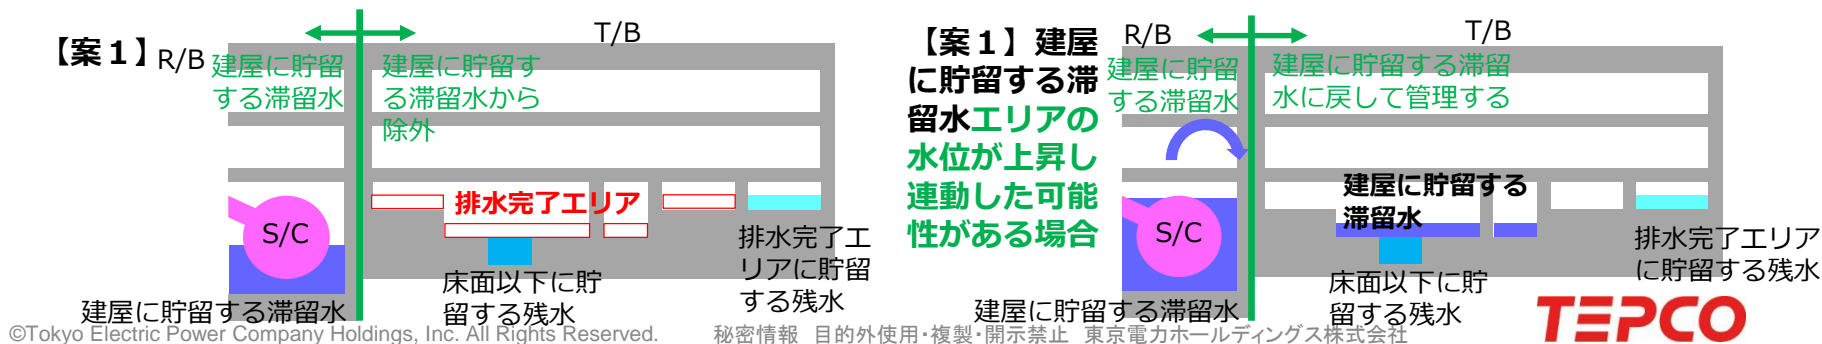 【案１】
R/B
T/B
建屋に貯留
する滞留水
建屋に貯留す
る滞留水から
除外
排水完了エリア
S/C
排水完了エ
リアに貯留
する残水
床面以下に貯
留する残水
建屋に貯留する滞留水
【案１】建屋
に貯留する滞
留水エリアの
水位が上昇し
連動した可能
性がある場合
R/B
T/B
建屋に貯留
する滞留水
建屋に貯留する滞留
水に戻して管理する
建屋に貯留する
滞留水
S/C
排水完了エリア
に貯留する残水
床面以下に貯
留する残水
建屋に貯留する滞留水
©Tokyo Electric Power Company Holdings, Inc. All Rights Reserved.
秘密情報 目的外使用・複製・開示禁止 東京電力ホールディングス株式会社
TEPCO